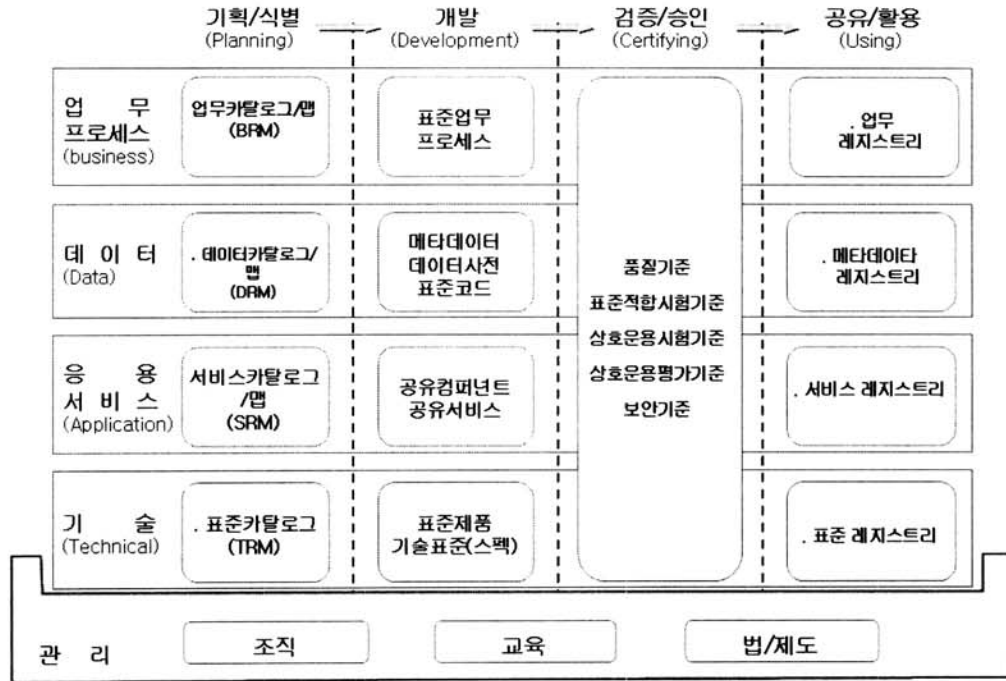 기획/식별
(Planning)
개발
(Development)
검증/승인
(Certifying)
공유/활용
(Using)
업 무
프로세스
(business)
업무카탈로그/맵
(BRM)
표준업무
프로세스
. 업무
레지스트리
데 이 터
(Data)
. 데이터카탈로그/
맵
(DRM)
메타데이터
데이터사전
표준코드
. 메타데이타
레지스트리
품질기준
표준적합시험기준
상호운용시험기준
상호운용평가기준
보안기준
응 용
서 비 스
(Application)
서비스카탈로그
/맵
(SRM)
공유컴퍼넌트
공유서비스
. 서비스 레지스트리
기 술
(Technical)
. 표준카탈로그
(TRM)
표준제품
기술표준(스펙)
. 표준 레지스트리
관 리
조직
교육
법/제도